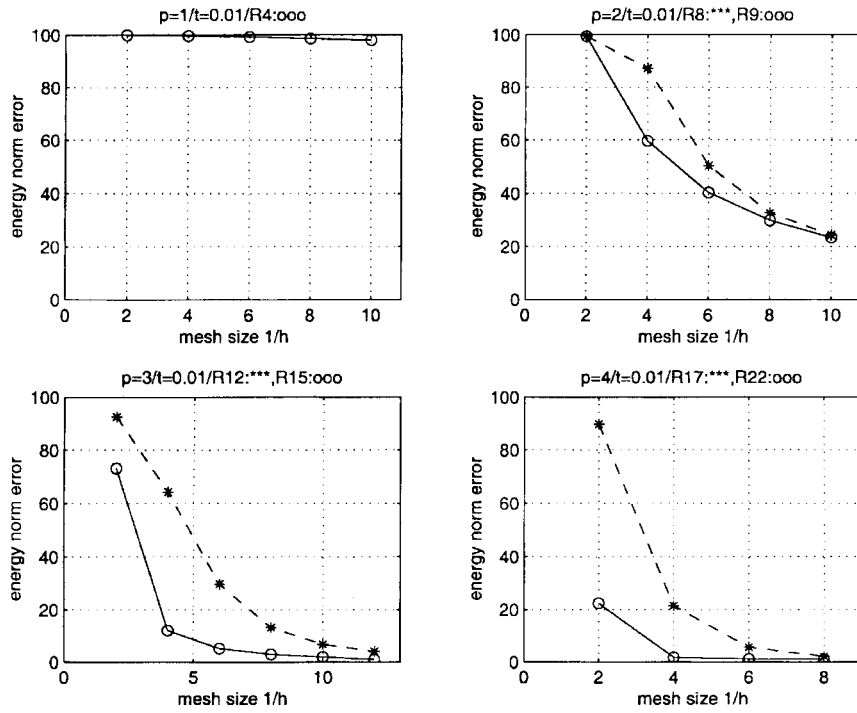 p=1/t=0.01/R4:ooo
100
80
60
40
20
0
energy norm error
0 2 4 6 8 10
mesh size 1/h
p=2/t=0.01/R8:***,R9:ooo
100
80
60
40
20
0
energy norm error
0 2 4 6 8 10
mesh size 1/h
p=3/t=0.01/R12:***,R15:ooo
100
80
60
40
20
0
energy norm error
0 5 10
mesh size 1/h
p=4/t=0.01/R17:***,R22:ooo
100
80
60
40
20
0
energy norm error
0 2 4 6 8
mesh size 1/h